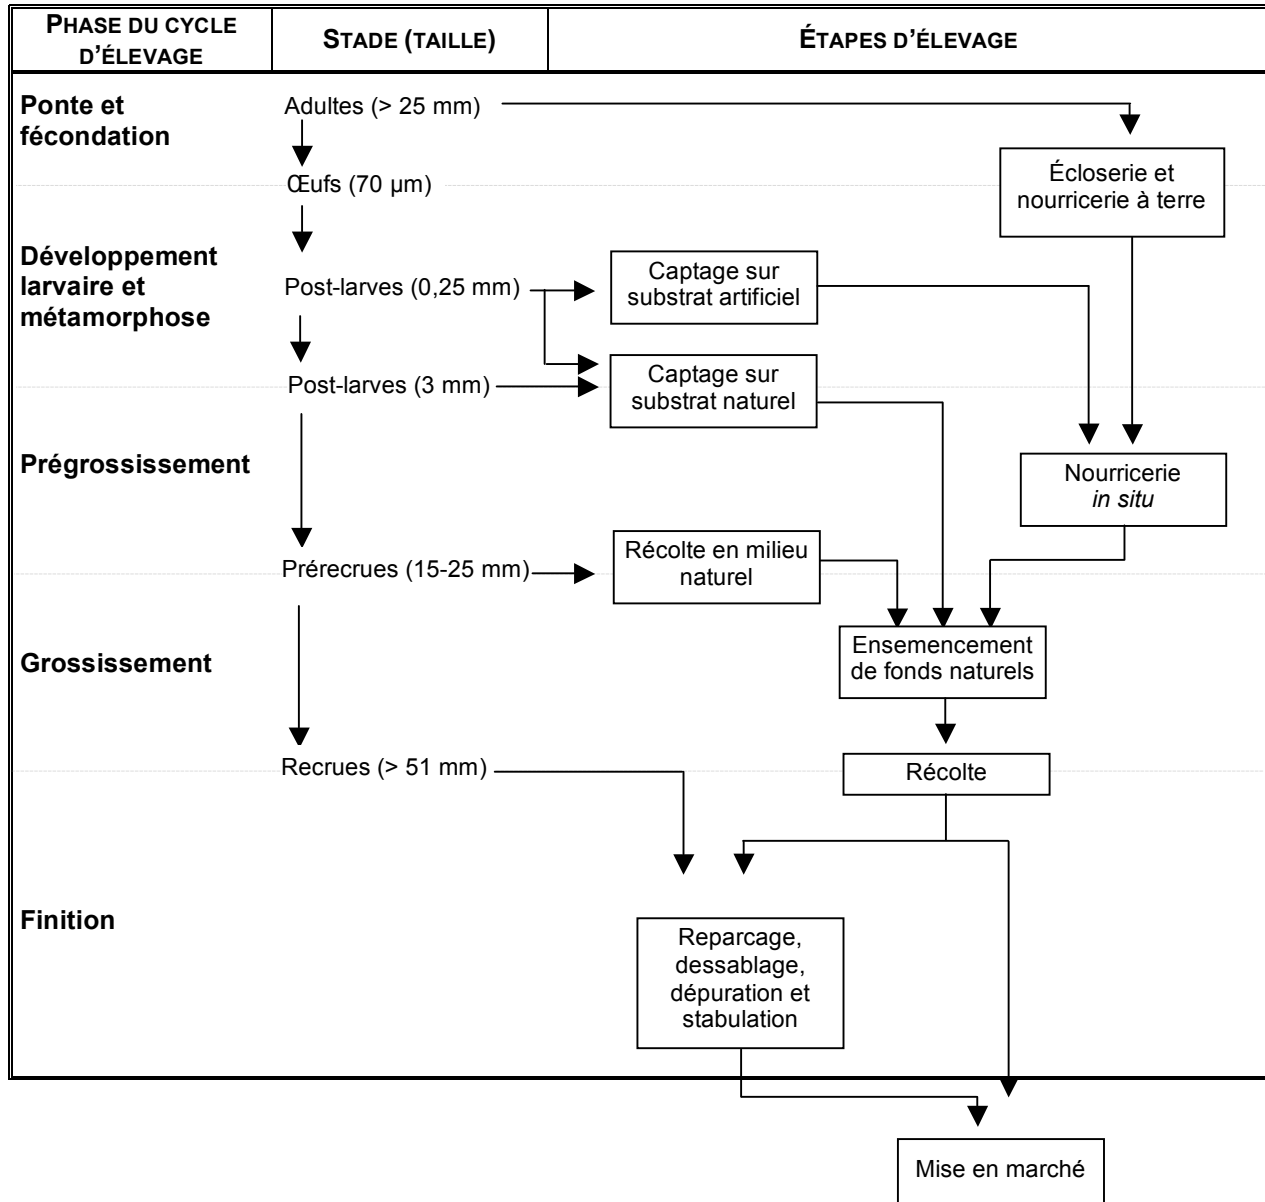 PHASE DU CYCLE
D'ÉLEVAGE
STADE (TAILLE)
ÉTAPES D'ÉLEVAGE
Ponte et
fécondation
Adultes (> 25 mm)
Œufs (70 µm)
Écloserie et
nourricerie à terre
Développement
larvaire et
métamorphose
Post-larves (0,25 mm)
Captage sur
substrat artificiel
Post-larves (3 mm)
Captage sur
substrat naturel
Prégrossissement
Nourricerie
in situ
Prérecrues (15-25 mm)
Récolte en milieu
naturel
Grossissement
Ensemencement
de fonds naturels
Recrues (> 51 mm)
Récolte
Finition
Reparcage,
dessablage,
dépuration et
stabulation
Mise en marché